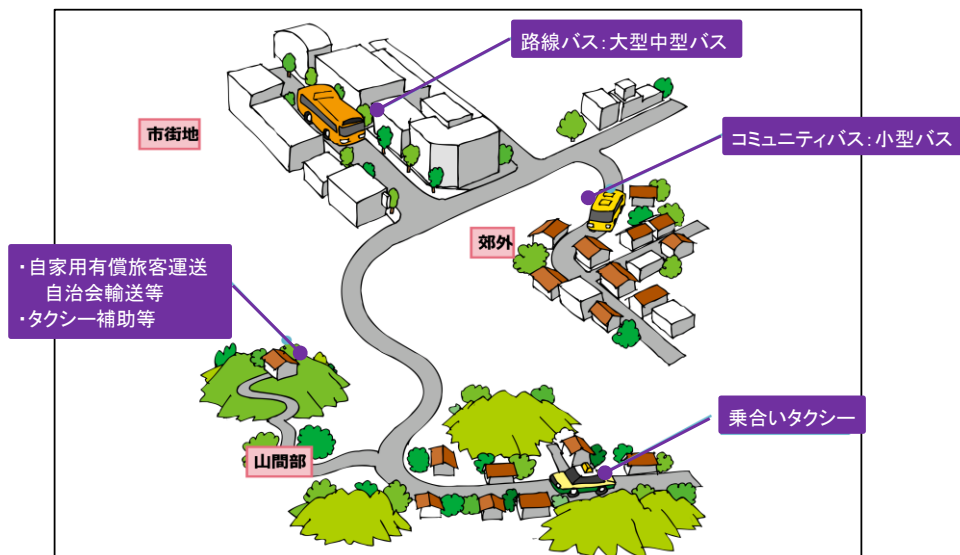 路線バス：大型中型バス
市街地
コミュニティバス：小型バス
郊外
・自家用有償旅客運送
自治会輸送等
・タクシー補助等
乗合いタクシー
山間部